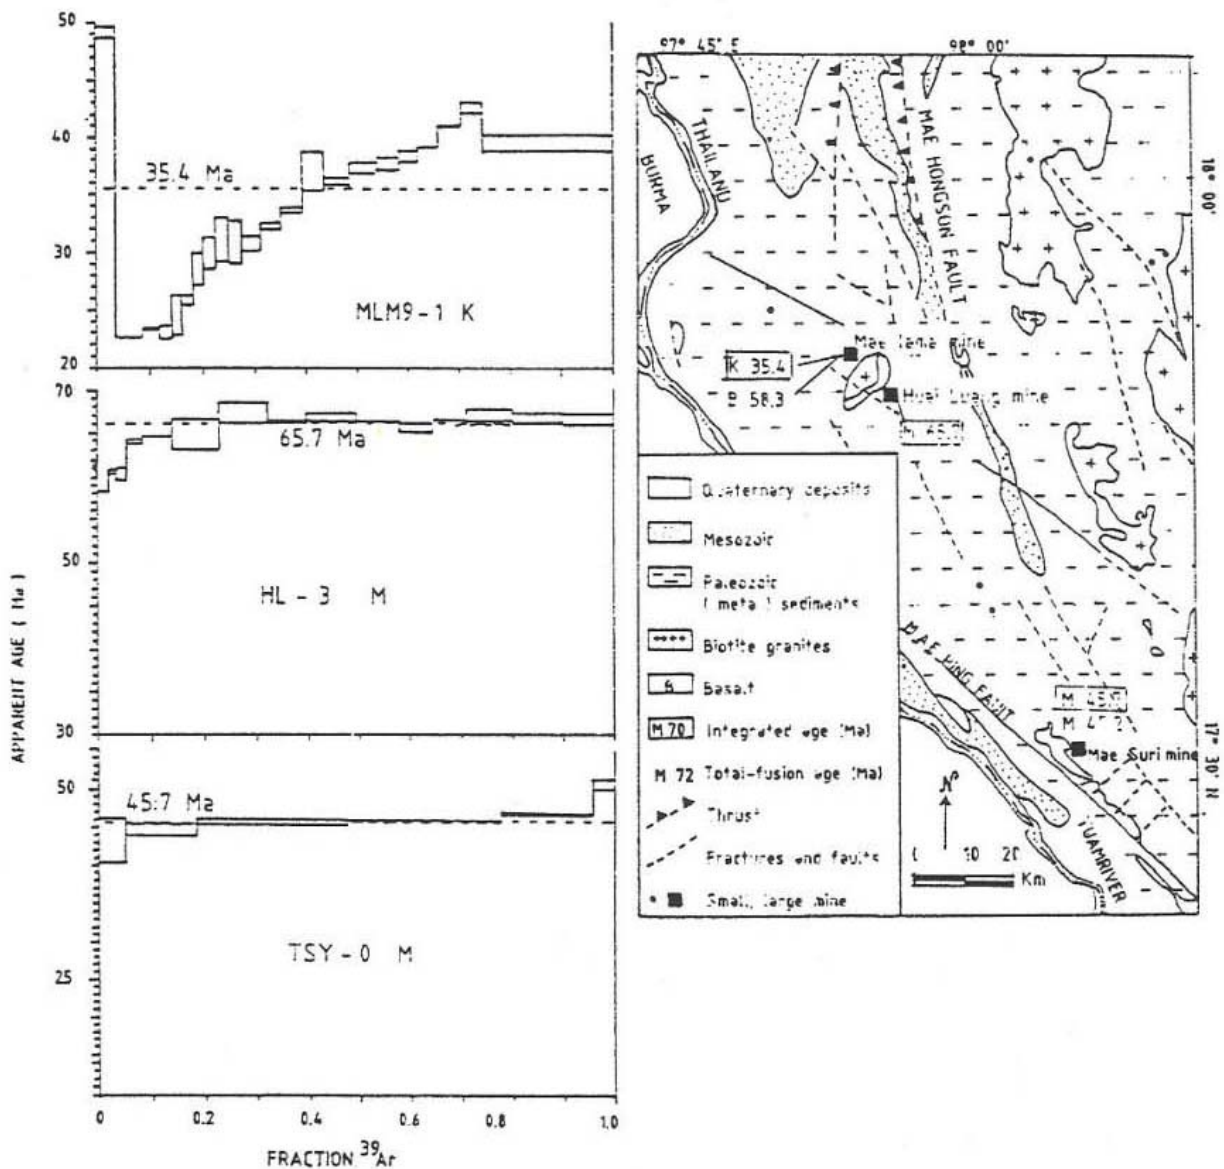 50
40
30
20
35.4 Ma
MLM9-1 K
70
50
30
65.7 Ma
HL-3 M
50
25
45.7 Ma
TSY-0 M
APPARENT AGE (Ma)
0 0.2 0.4 0.6 0.8 1.0
FRACTION ³⁹Ar
97° 45' E
98° 00'
18° 00'
17° 30' N
THAILAND
BURMA
MAE HONGSON FAULT
Mae lama mine
K 35.4
B 58.3
Huai Luang mine
MAE PING FAULT
Mae Suri mine
YUAMRIVER
N
0 10 20
Km
Quaternary deposits
Mesozoic
Paleozoic
(meta) sediments
Biotite granites
Basalt
M 70 Integrated age (Ma)
M 72 Total-fusion age (Ma)
Thrust
Fractures and faults
Small, large mine